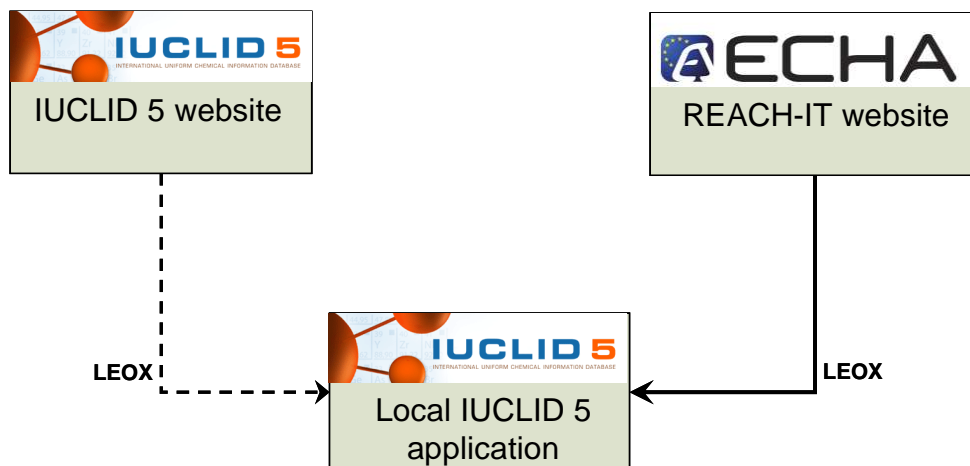 IUCLID 5
INTERNATIONAL UNIFORM CHEMICAL INFORMATION DATABASE
IUCLID 5 website
ECHA
REACH-IT website
LEOX
LEOX
IUCLID 5
INTERNATIONAL UNIFORM CHEMICAL INFORMATION DATABASE
Local IUCLID 5
application